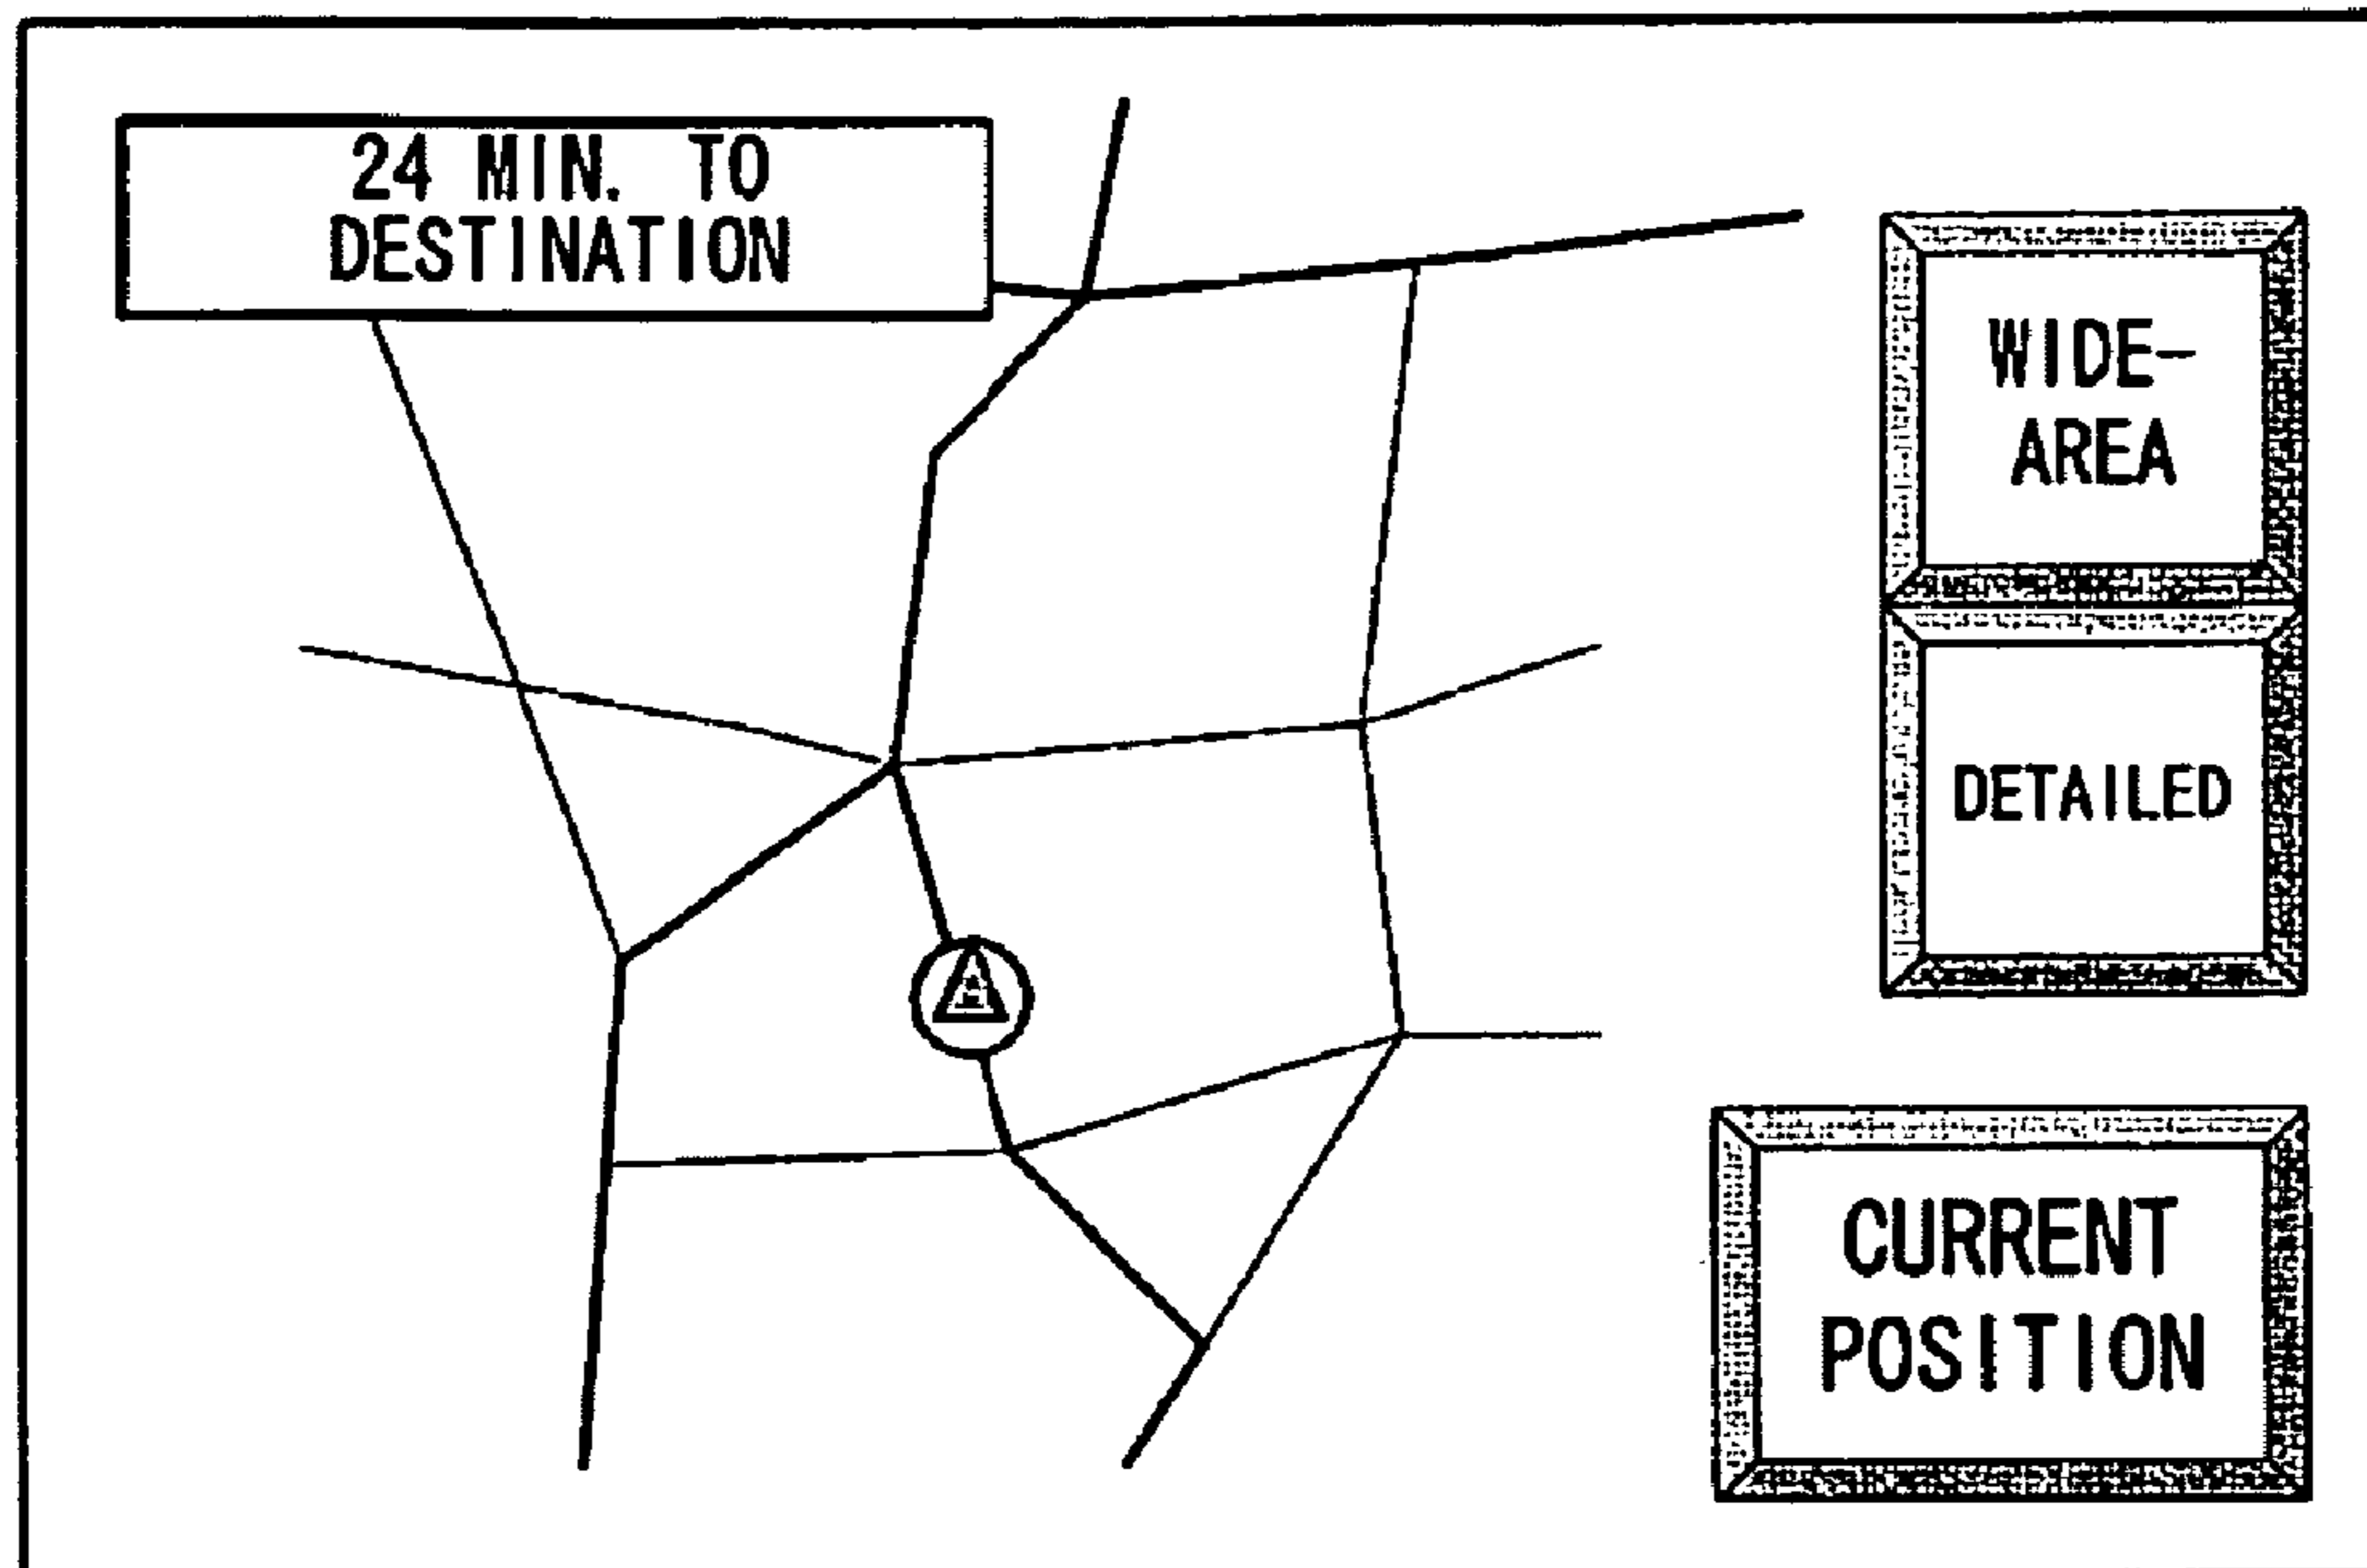 24 MIN. TO
DESTINATION
WIDE-
AREA
DETAILED
CURRENT
POSITION